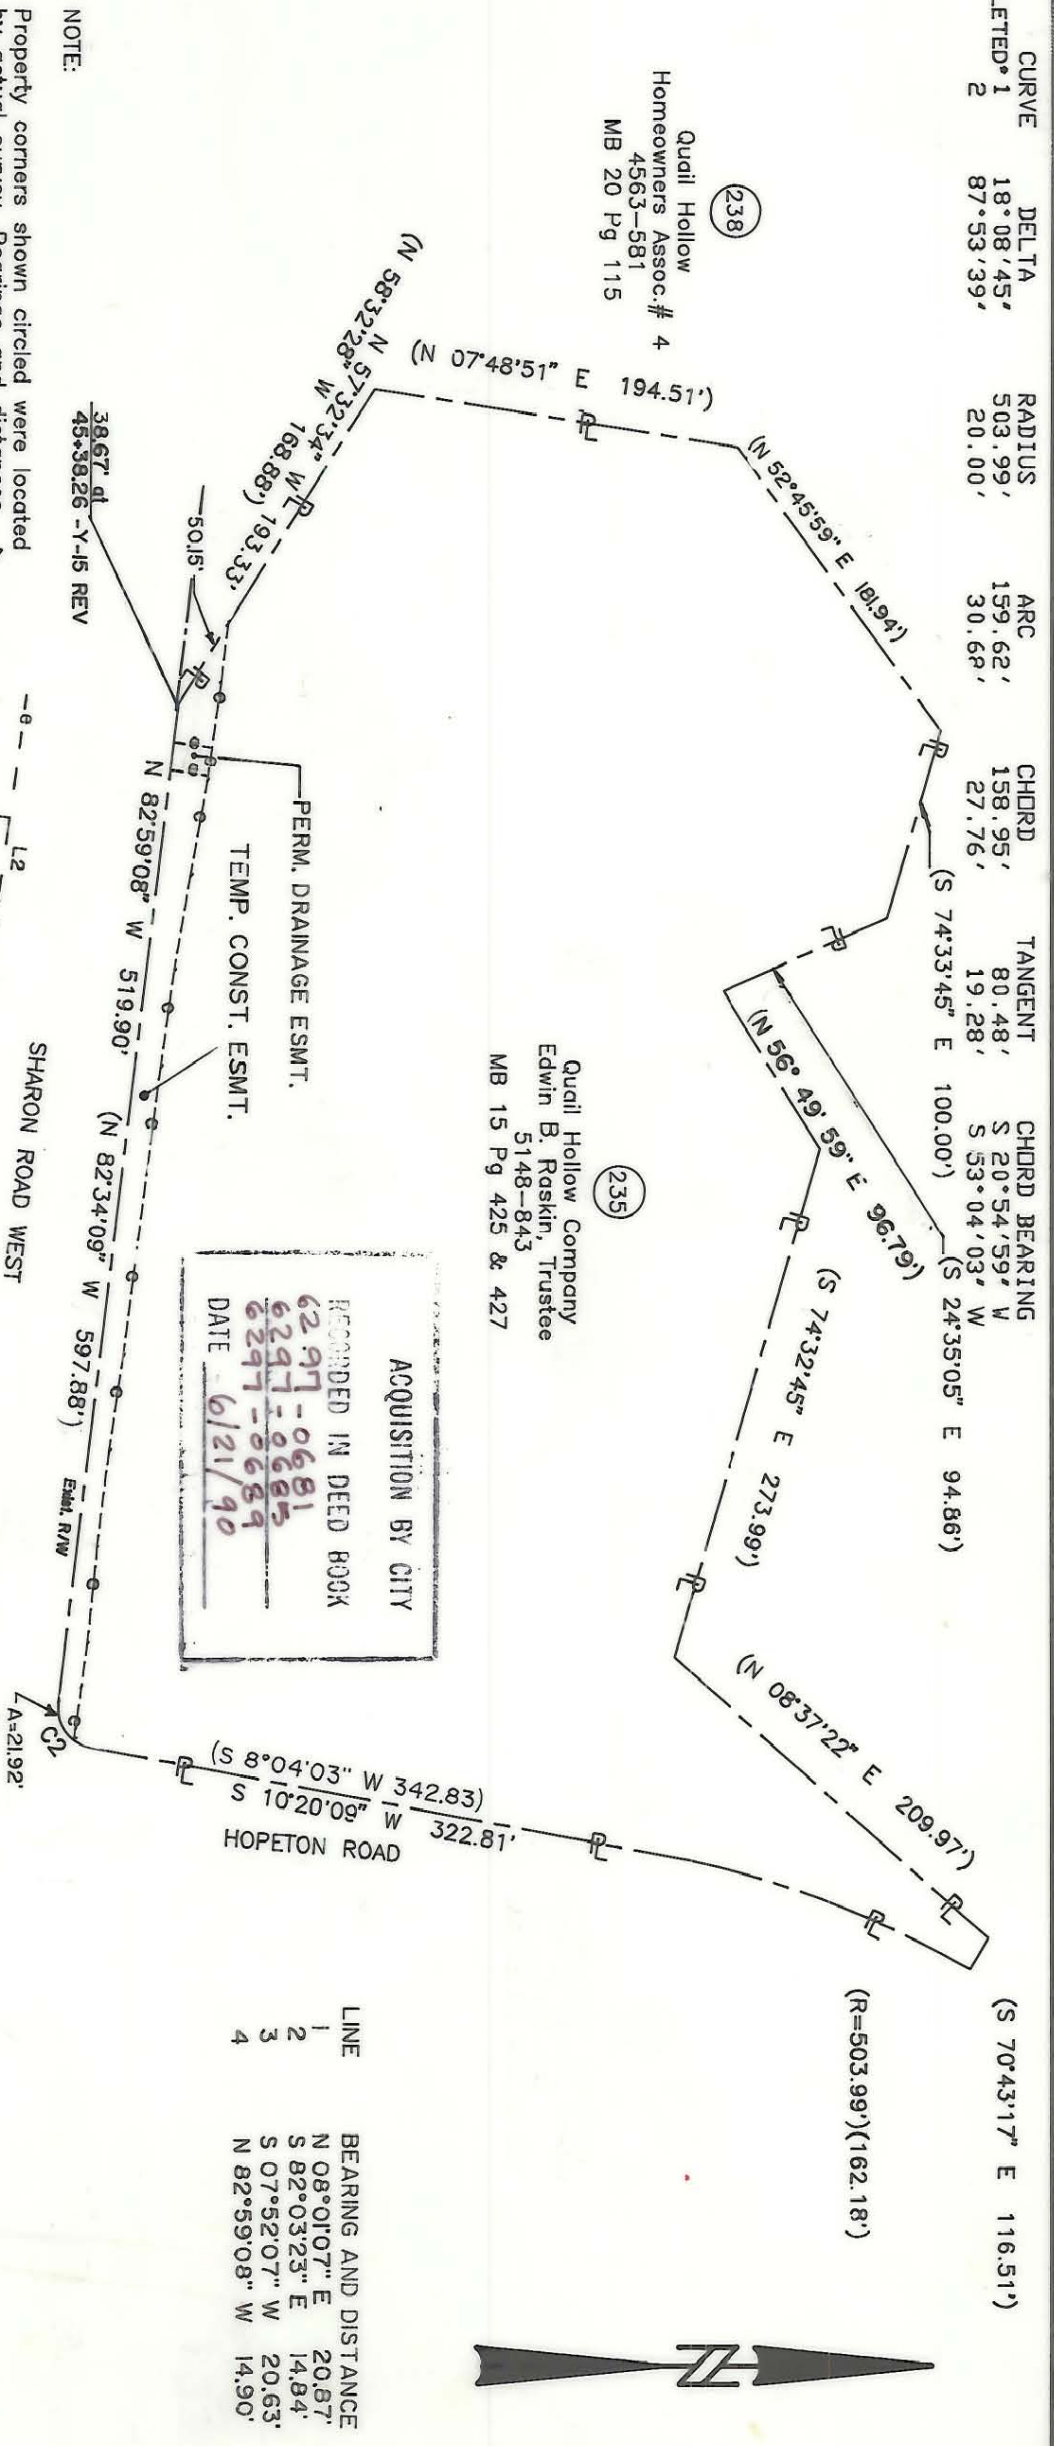 CURVE DELTA RADIUS ARC CHORD TANGENT CHORD BEARING
LETED* 1 18°08'45" 503.99' 159.62' 158.95' 80.48' S 20°54'59" W
2 87°53'39" 20.00' 30.68' 27.76' 19.28' S 53°04'03" W
(S 70°43'17" E 116.51')
(S 74°33'45" E 100.00')
(S 24°35'05" E 94.86')
(N 56° 49' 59" E 96.79')
(N 52°45'59" E 181.94')
(N 08°37'22" E 209.97')
(R=503.99')(162.18')
(S 74°32'45" E 273.99')
238
Quail Hollow
Homeowners Assoc.# 4
4563-581
MB 20 Pg 115
(N 07°48'51" E 194.51')
235
Quail Hollow Company
Edwin B. Raskin, Trustee
5148-843
MB 15 Pg 425 & 427
(N 58°32'28" W 168.88')
N 57°32'34" W 193.33'
ACQUISITION BY CITY
RECORDED IN DEED BOOK
6297-0681
6297-0685
6297-0689
DATE 6/21/90
PERM. DRAINAGE ESMT.
TEMP. CONST. ESMT.
(S 8°04'03" W 342.83)
S 10°20'09" W 322.81'
HOPETON ROAD
50.15'
N 82°59'08" W 519.90'
(N 82°34'09" W 597.88')
Exist. R/W
C2
A=21.92'
38.67' at
45+38.26 -Y-15 REV
SHARON ROAD WEST
LINE BEARING AND DISTANCE
1 N 08°01'07" E 20.87'
2 S 82°03'23" E 14.84'
3 S 07°52'07" W 20.63'
4 N 82°59'08" W 14.90'
L2
NOTE:
Property corners shown circled were located
by actual survey. Bearings and distances